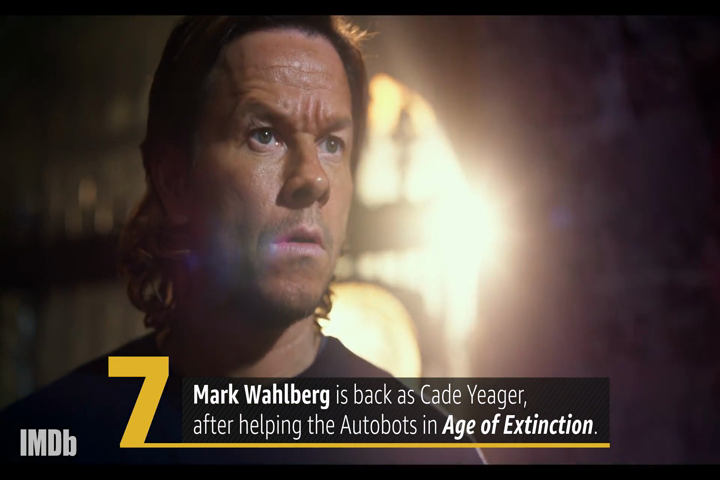 7
Mark Wahlberg is back as Cade Yeager,
after helping the Autobots in Age of Extinction.
IMDb